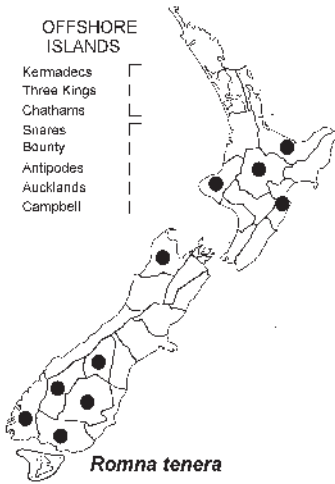 OFFSHORE
ISLANDS
Kermadecs
Three Kings
Chathams
Snares
Bounty
Antipodes
Aucklands
Campbell
Romna tenera